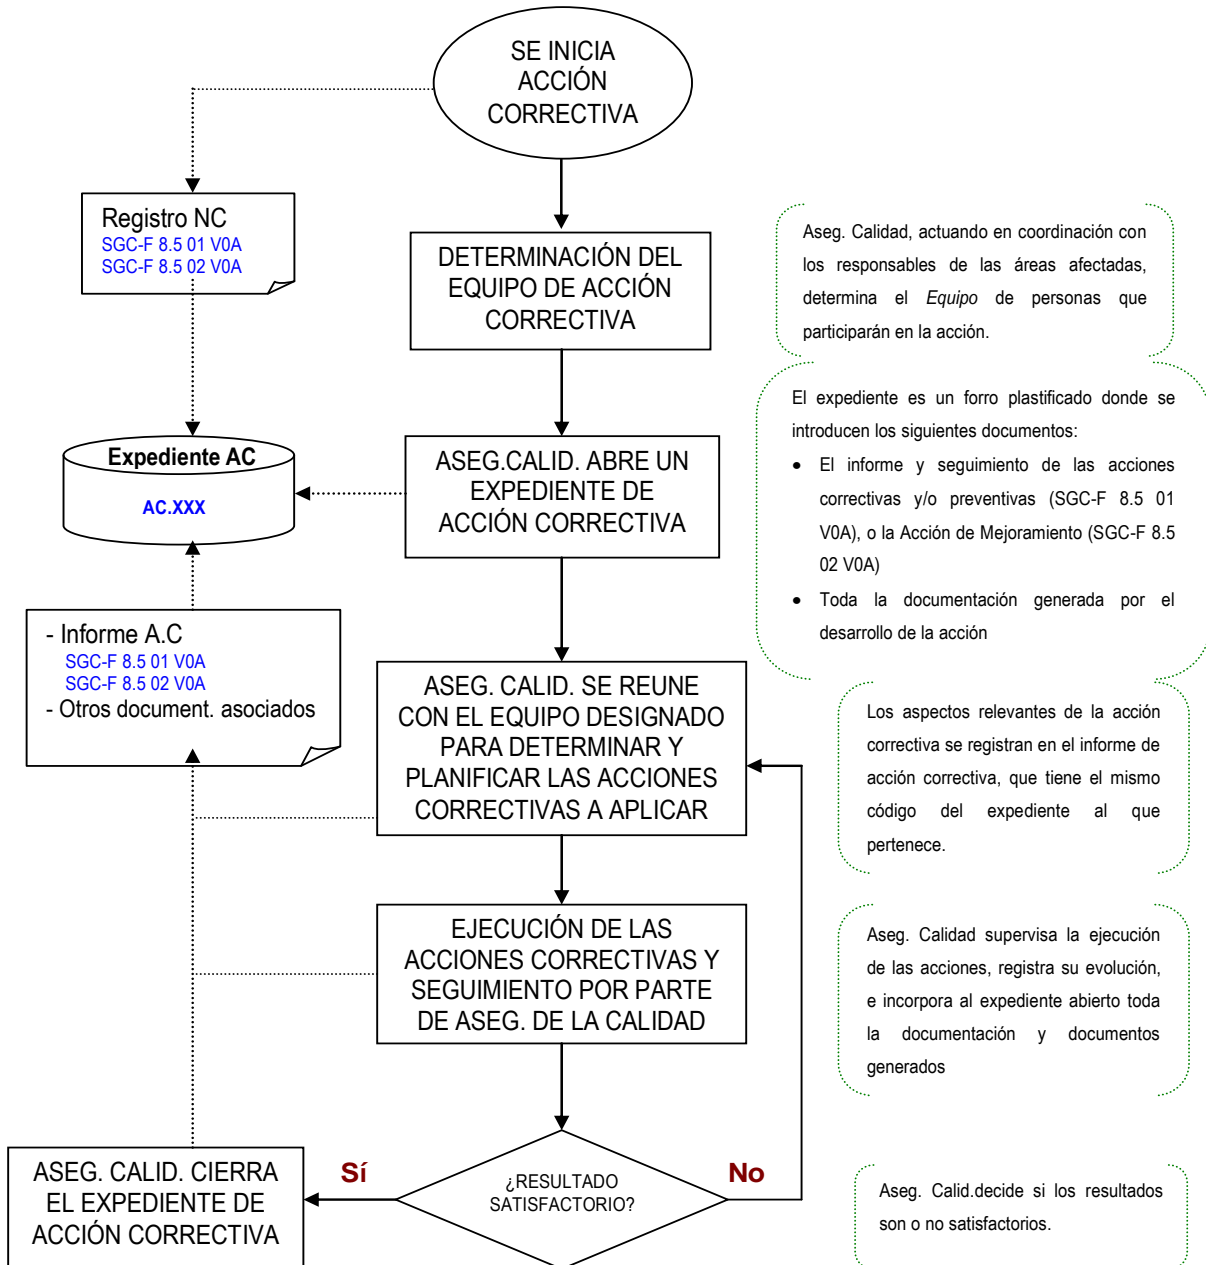 SE INICIA
ACCIÓN
CORRECTIVA
Registro NC
SGC-F 8.5 01 V0A
SGC-F 8.5 02 V0A
DETERMINACIÓN DEL
EQUIPO DE ACCIÓN
CORRECTIVA
Aseg. Calidad, actuando en coordinación con
los responsables de las áreas afectadas,
determina el Equipo de personas que
participarán en la acción.
Expediente AC
AC.XXX
ASEG.CALID. ABRE UN
EXPEDIENTE DE
ACCIÓN CORRECTIVA
El expediente es un forro plastificado donde se
introducen los siguientes documentos:
• El informe y seguimiento de las acciones
correctivas y/o preventivas (SGC-F 8.5 01
V0A), o la Acción de Mejoramiento (SGC-F 8.5
02 V0A)
• Toda la documentación generada por el
desarrollo de la acción
- Informe A.C
SGC-F 8.5 01 V0A
SGC-F 8.5 02 V0A
- Otros document. asociados
ASEG. CALID. SE REUNE
CON EL EQUIPO DESIGNADO
PARA DETERMINAR Y
PLANIFICAR LAS ACCIONES
CORRECTIVAS A APLICAR
Los aspectos relevantes de la acción
correctiva se registran en el informe de
acción correctiva, que tiene el mismo
código del expediente al que
pertenece.
EJECUCIÓN DE LAS
ACCIONES CORRECTIVAS Y
SEGUIMIENTO POR PARTE
DE ASEG. DE LA CALIDAD
Aseg. Calidad supervisa la ejecución
de las acciones, registra su evolución,
e incorpora al expediente abierto toda
la documentación y documentos
generados
ASEG. CALID. CIERRA
EL EXPEDIENTE DE
ACCIÓN CORRECTIVA
Sí
¿RESULTADO
SATISFACTORIO?
No
Aseg. Calid.decide si los resultados
son o no satisfactorios.